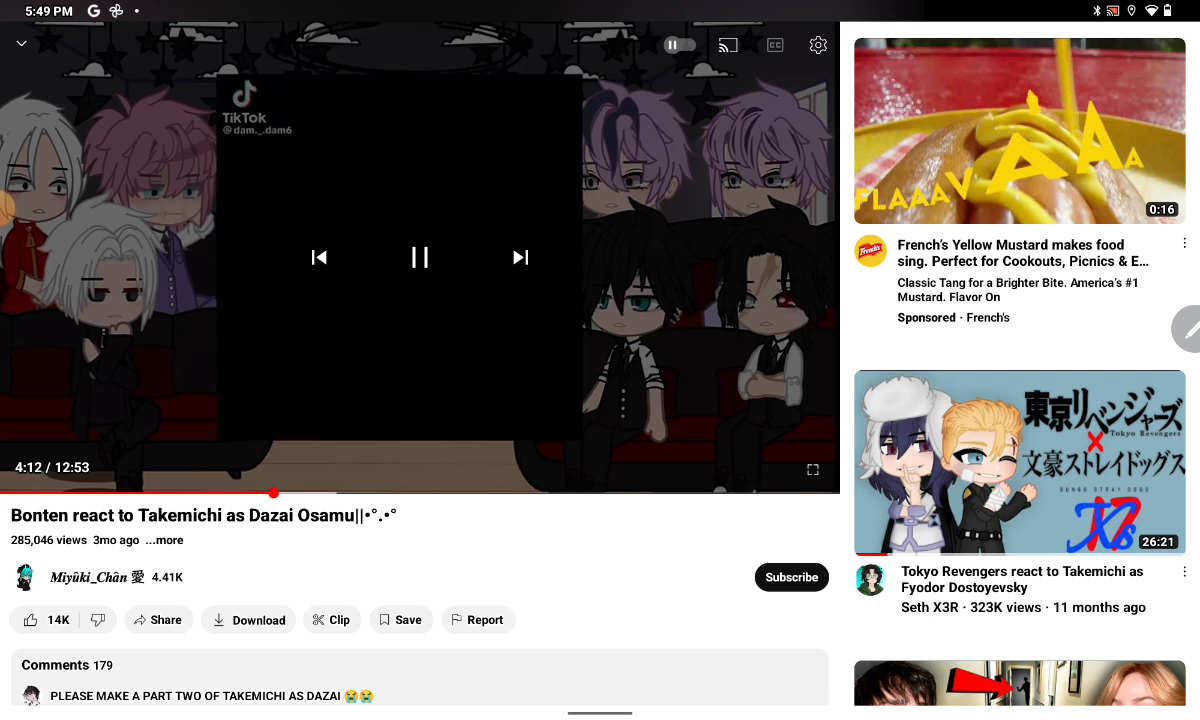 5:49 PM
G
CC
TikTok
@dam._.dam6
4:12 / 12:53
Bonten react to Takemichi as Dazai Osamu||•°.•°
285,046 views 3mo ago ...more
Miyûki_Chân 愛 4.41K
Subscribe
14K
Share
Download
Clip
Save
Report
Comments 179
PLEASE MAKE A PART TWO OF TAKEMICHI AS DAZAI 😭😭
FLAAAVAAA
0:16
French's
French's Yellow Mustard makes food
sing. Perfect for Cookouts, Picnics & E...
Classic Tang for a Brighter Bite. America's #1
Mustard. Flavor On
Sponsored · French's
東京リベンジャーズ
Tokyo Revengers
X
文豪ストレイドッグス
BUNGO STRAY DOGS
26:21
Tokyo Revengers react to Takemichi as
Fyodor Dostoyevsky
Seth X3R · 323K views · 11 months ago